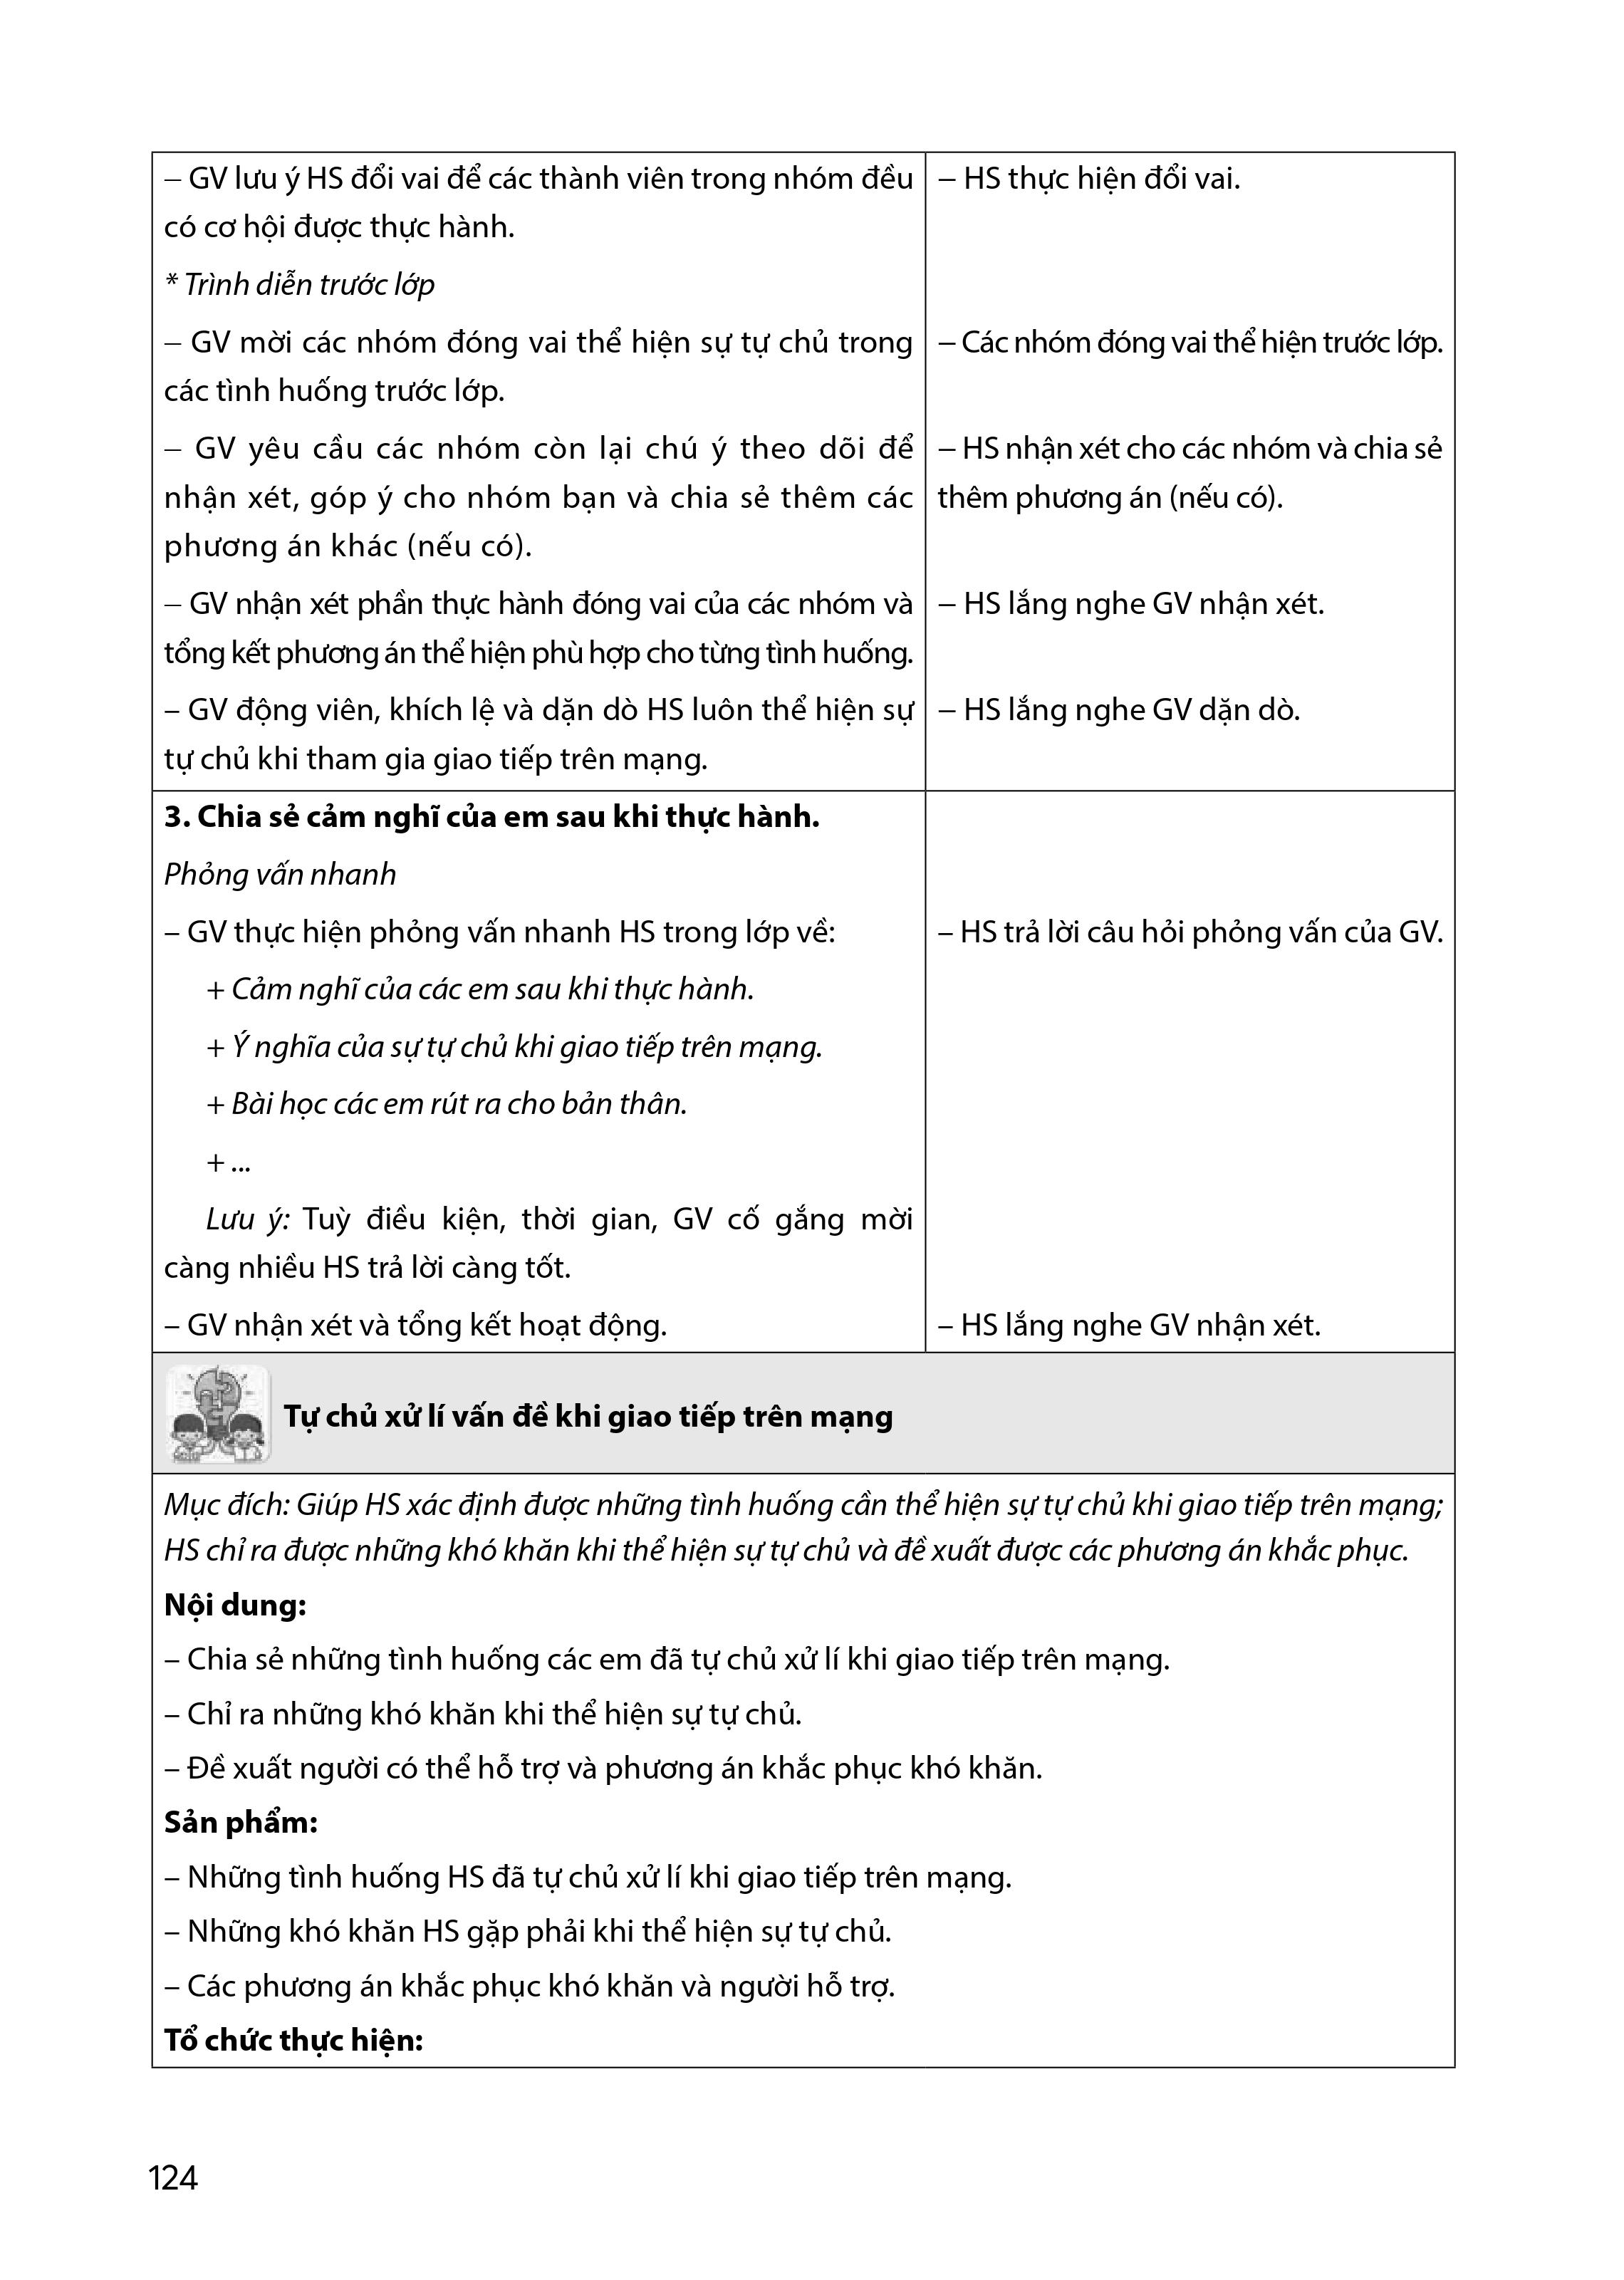 – GV lưu ý HS đổi vai để các thành viên trong nhóm đều
có cơ hội được thực hành.
– HS thực hiện đổi vai.
* Trình diễn trước lớp
– GV mời các nhóm đóng vai thể hiện sự tự chủ trong
các tình huống trước lớp.
– Các nhóm đóng vai thể hiện trước lớp.
– GV yêu cầu các nhóm còn lại chú ý theo dõi để
nhận xét, góp ý cho nhóm bạn và chia sẻ thêm các
phương án khác (nếu có).
– HS nhận xét cho các nhóm và chia sẻ
thêm phương án (nếu có).
– GV nhận xét phần thực hành đóng vai của các nhóm và
tổng kết phương án thể hiện phù hợp cho từng tình huống.
– HS lắng nghe GV nhận xét.
– GV động viên, khích lệ và dặn dò HS luôn thể hiện sự
tự chủ khi tham gia giao tiếp trên mạng.
– HS lắng nghe GV dặn dò.
3. Chia sẻ cảm nghĩ của em sau khi thực hành.
Phỏng vấn nhanh
– GV thực hiện phỏng vấn nhanh HS trong lớp về:
– HS trả lời câu hỏi phỏng vấn của GV.
+ Cảm nghĩ của các em sau khi thực hành.
+ Ý nghĩa của sự tự chủ khi giao tiếp trên mạng.
+ Bài học các em rút ra cho bản thân.
+ ...
Lưu ý: Tuỳ điều kiện, thời gian, GV cố gắng mời
càng nhiều HS trả lời càng tốt.
– GV nhận xét và tổng kết hoạt động.
– HS lắng nghe GV nhận xét.
Tự chủ xử lí vấn đề khi giao tiếp trên mạng
Mục đích: Giúp HS xác định được những tình huống cần thể hiện sự tự chủ khi giao tiếp trên mạng;
HS chỉ ra được những khó khăn khi thể hiện sự tự chủ và đề xuất được các phương án khắc phục.
Nội dung:
– Chia sẻ những tình huống các em đã tự chủ xử lí khi giao tiếp trên mạng.
– Chỉ ra những khó khăn khi thể hiện sự tự chủ.
– Đề xuất người có thể hỗ trợ và phương án khắc phục khó khăn.
Sản phẩm:
– Những tình huống HS đã tự chủ xử lí khi giao tiếp trên mạng.
– Những khó khăn HS gặp phải khi thể hiện sự tự chủ.
– Các phương án khắc phục khó khăn và người hỗ trợ.
Tổ chức thực hiện:
124